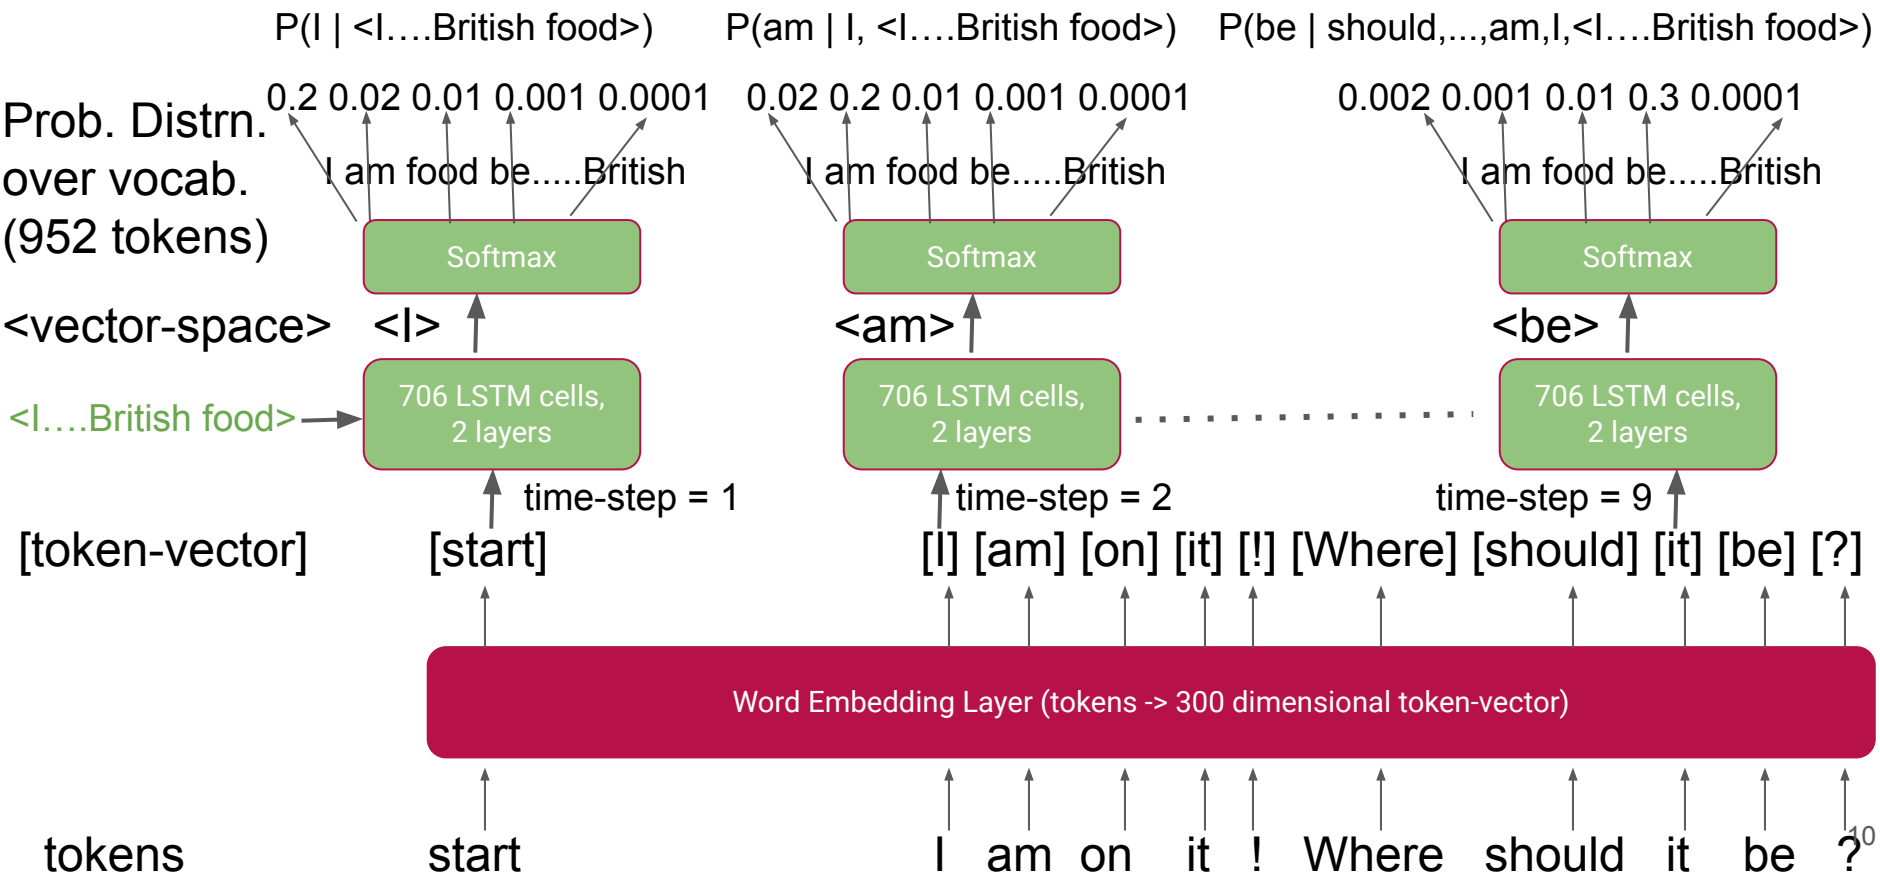 P(I | <I....British food>) P(am | I, <I....British food>) P(be | should,...,am,I,<I....British food>)
0.2 0.02 0.01 0.001 0.0001 0.02 0.2 0.01 0.001 0.0001 0.002 0.001 0.01 0.3 0.0001
Prob. Distrn.
over vocab.
(952 tokens)
I am food be.....British I am food be.....British I am food be.....British
Softmax Softmax Softmax
<vector-space> <I> <am> <be>
<I....British food>
706 LSTM cells,
2 layers
706 LSTM cells,
2 layers
706 LSTM cells,
2 layers
time-step = 1 time-step = 2 time-step = 9
[token-vector] [start] [I] [am] [on] [it] [!] [Where] [should] [it] [be] [?]
Word Embedding Layer (tokens -> 300 dimensional token-vector)
tokens start I am on it ! Where should it be ?
10